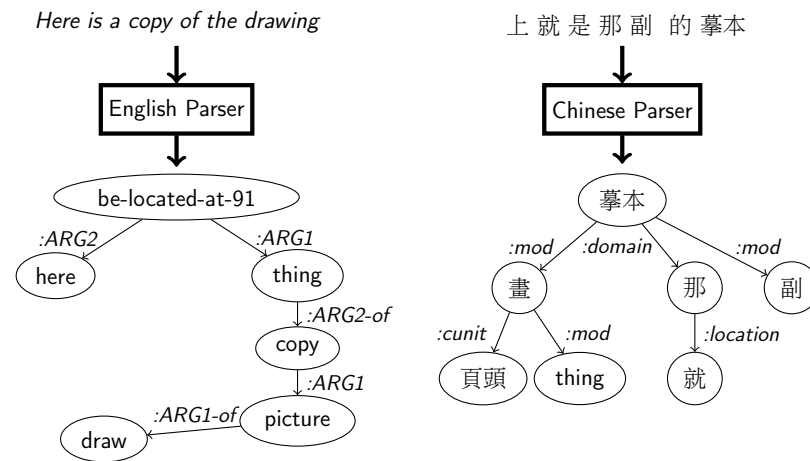 Here is a copy of the drawing
上 就 是 那 副 的 摹本
English Parser
Chinese Parser
be-located-at-91
摹本
:ARG2
:ARG1
:mod
:domain
:mod
here
thing
畫
那
副
:ARG2-of
:cunit
:mod
:location
copy
頁頭
thing
就
:ARG1
:ARG1-of
picture
draw